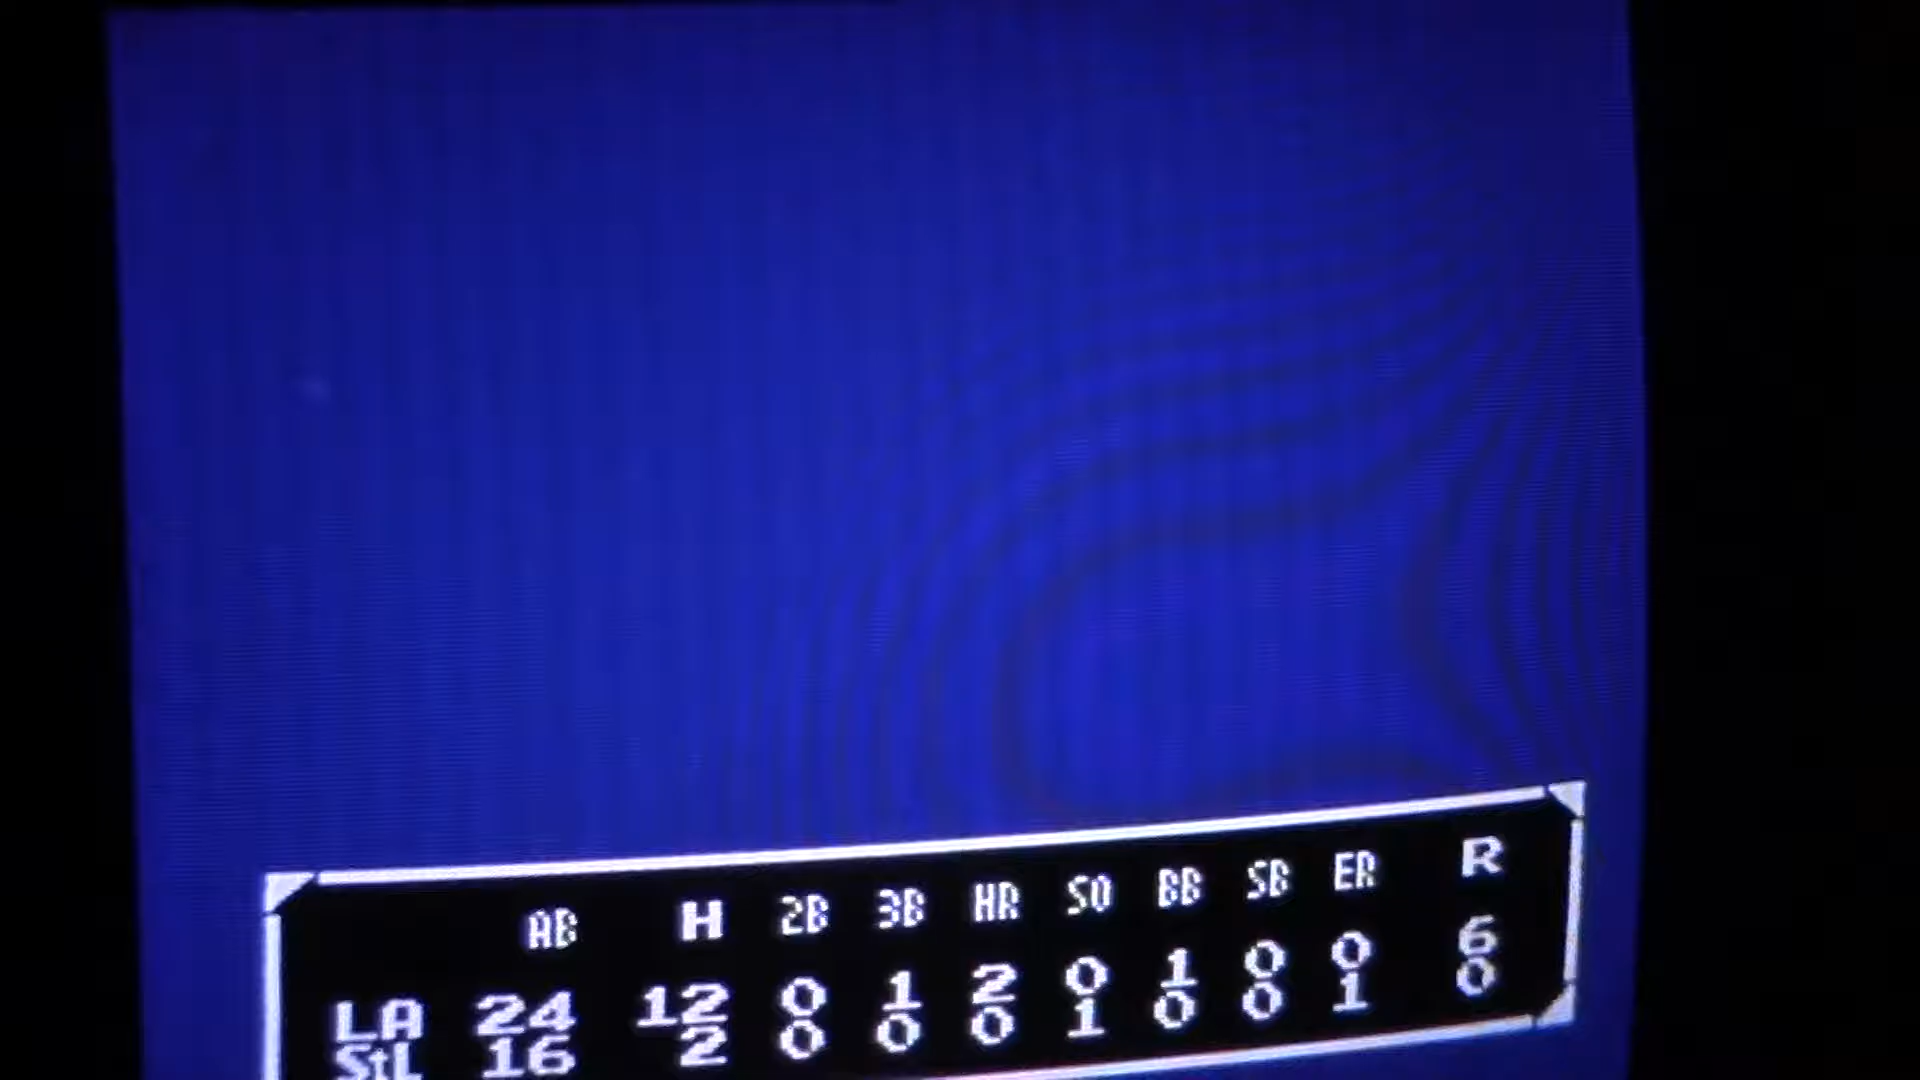 AB H 2B 3B HR SO BB SB ER R
LA 24 12 0 1 2 0 1 0 0 6
StL 16 2 0 0 0 1 0 0 1 0